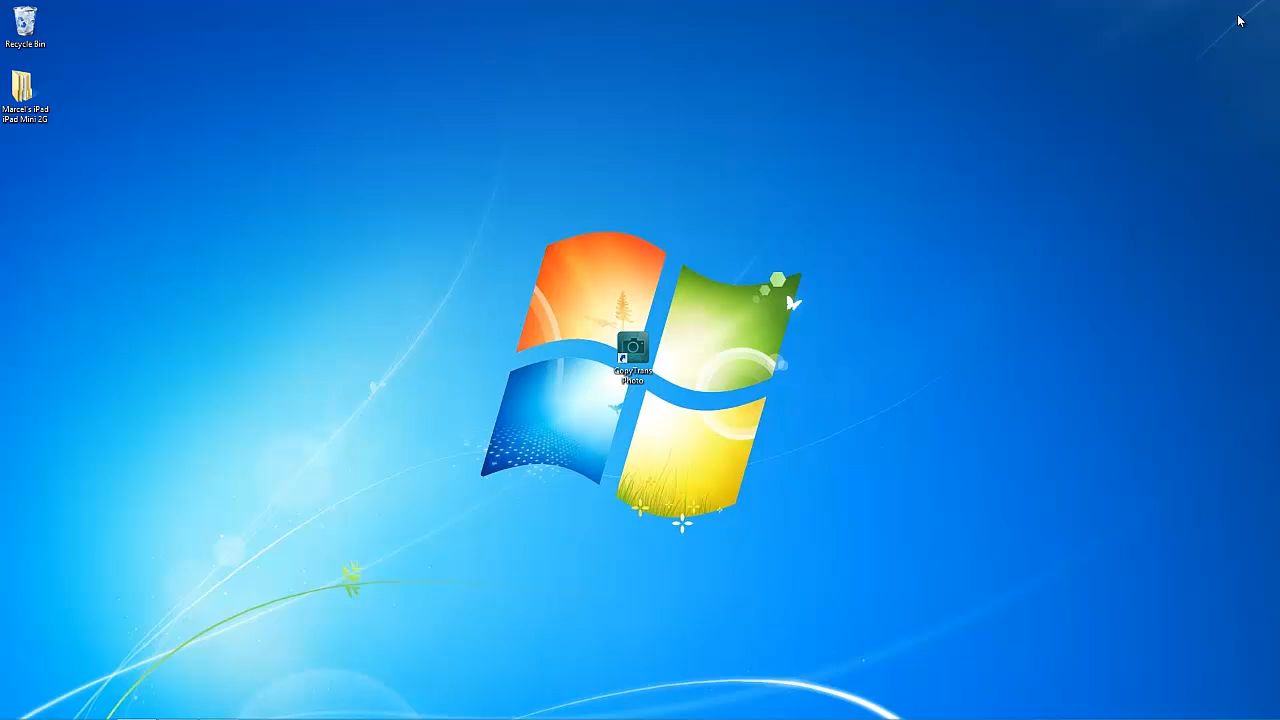 Recycle Bin
Marcel's iPad
iPad Mini 2G
CopyTrans
Photo